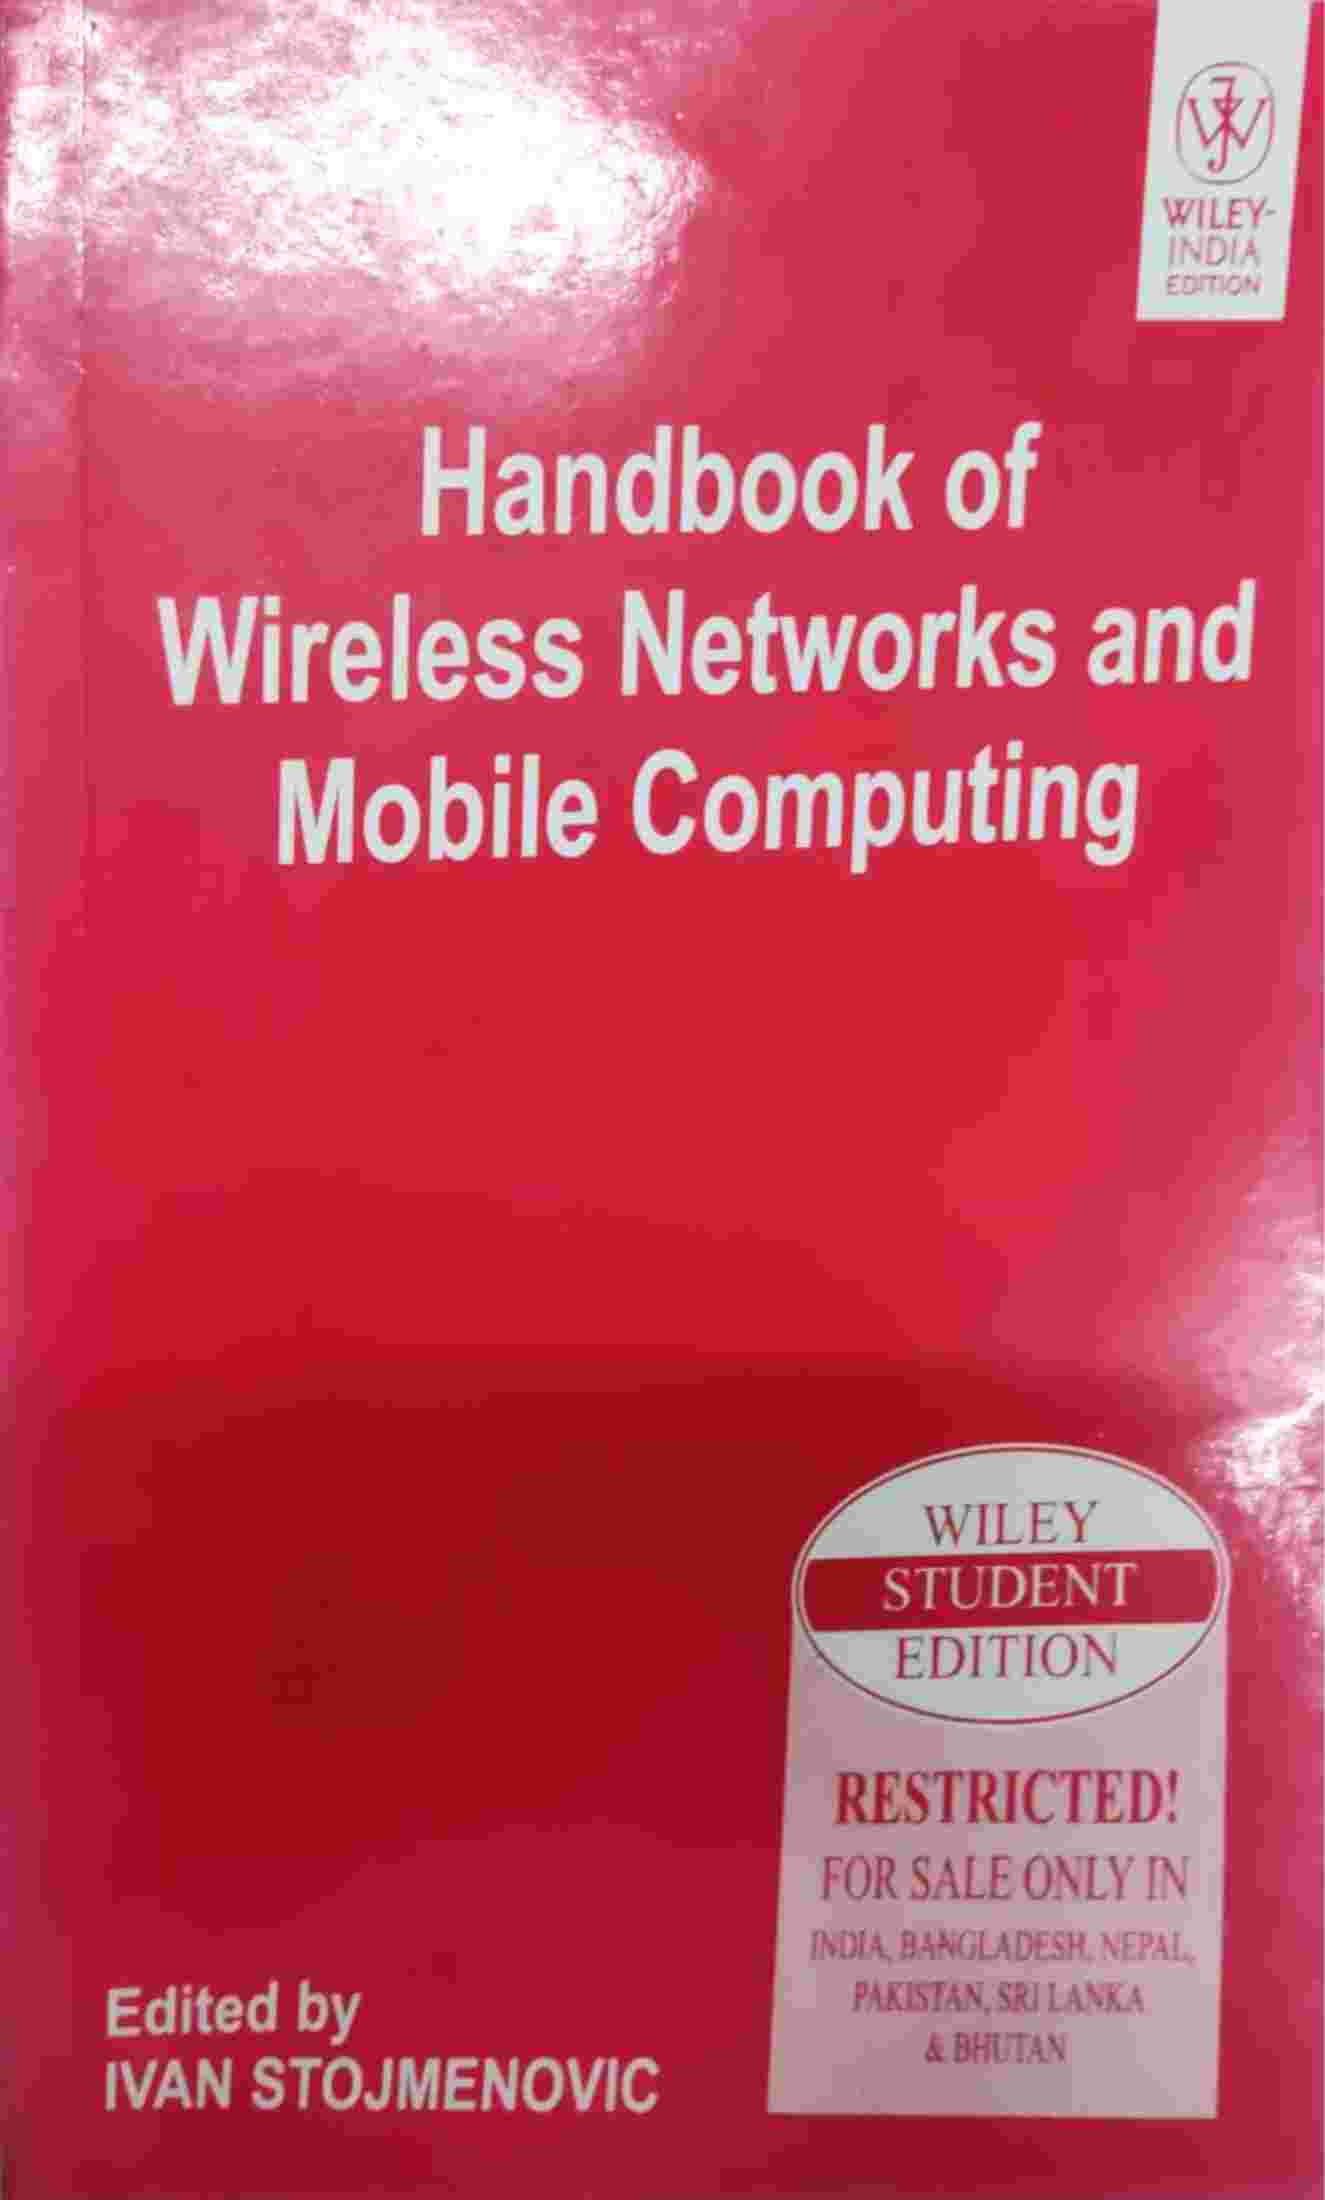 WILEY-
INDIA
EDITION
Handbook of
Wireless Networks and
Mobile Computing
WILEY
STUDENT
EDITION
RESTRICTED!
FOR SALE ONLY IN
INDIA, BANGLADESH, NEPAL,
PAKISTAN, SRI LANKA
& BHUTAN
Edited by
IVAN STOJMENOVIC